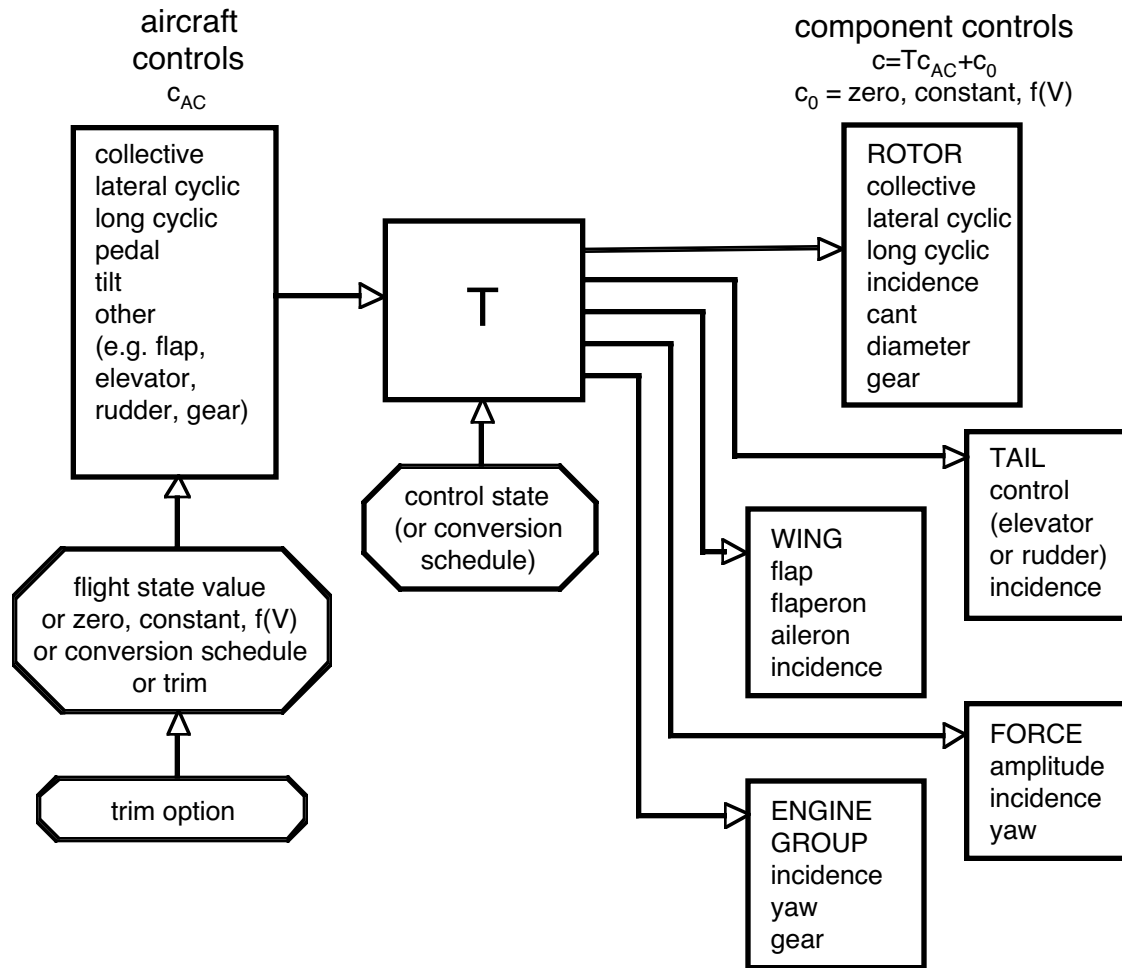 aircraft
controls
c_AC
collective
lateral cyclic
long cyclic
pedal
tilt
other
(e.g. flap,
elevator,
rudder, gear)
flight state value
or zero, constant, f(V)
or conversion schedule
or trim
trim option
T
control state
(or conversion
schedule)
component controls
c=Tc_AC+c_0
c_0 = zero, constant, f(V)
ROTOR
collective
lateral cyclic
long cyclic
incidence
cant
diameter
gear
TAIL
control
(elevator
or rudder)
incidence
WING
flap
flaperon
aileron
incidence
FORCE
amplitude
incidence
yaw
ENGINE
GROUP
incidence
yaw
gear